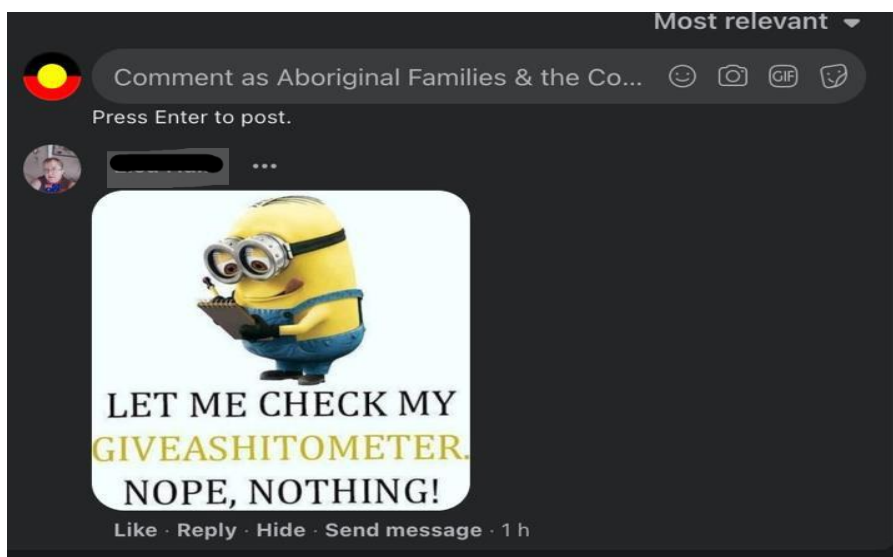 Most relevant
Comment as Aboriginal Families & the Co...
GIF
Press Enter to post.
LET ME CHECK MY
GIVEASHITOMETER.
NOPE, NOTHING!
Like · Reply · Hide · Send message · 1 h